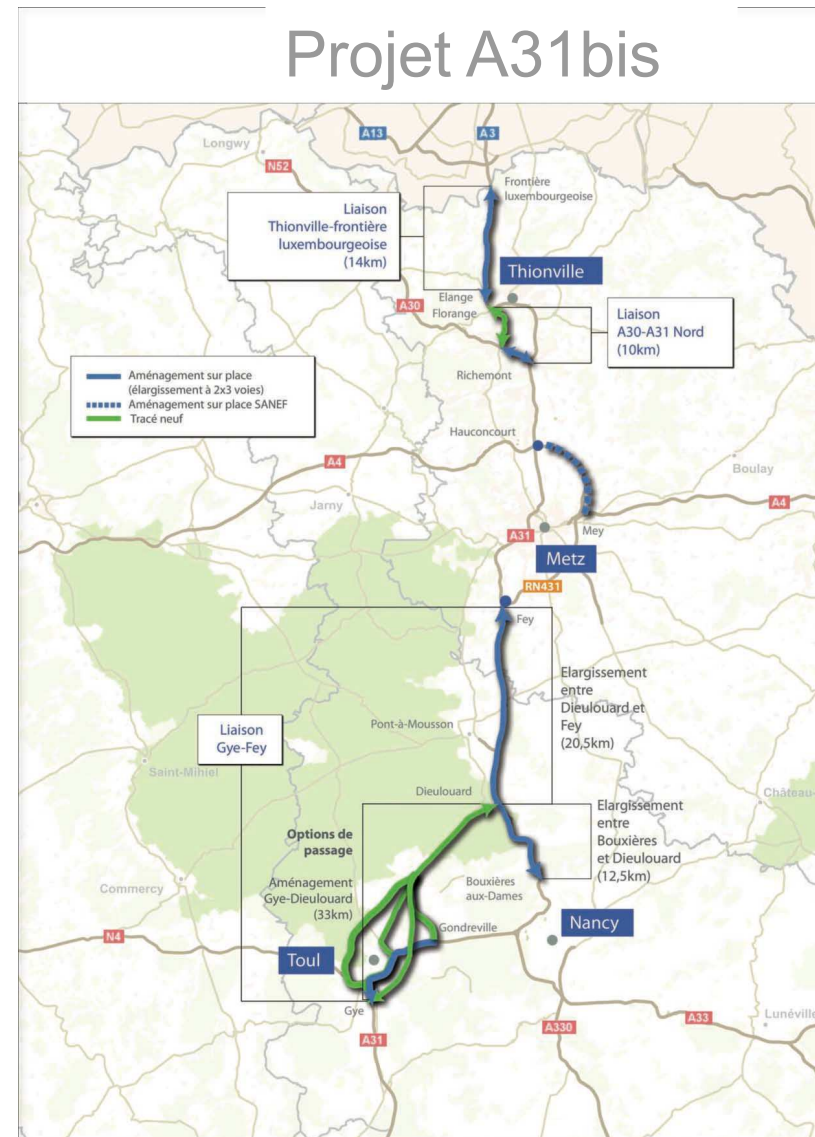 Projet A31bis
Longwy
A13
A3
N52
Frontière
luxembourgeoise
Liaison
Thionville-frontière
luxembourgeoise
(14km)
Thionville
Elange
A30
Florange
Liaison
A30-A31 Nord
(10km)
Richemont
Aménagement sur place
(élargissement à 2x3 voies)
Aménagement sur place SANEF
Tracé neuf
Hauconcourt
A4
Boulay
Jarny
A4
Mey
A31
Metz
RN431
Fey
Elargissement
entre
Dieulouard et
Fey
(20,5km)
Liaison
Gye-Fey
Pont-à-Mousson
Saint-Mihiel
Dieulouard
Château-
Elargissement
entre
Bouxières
et Dieulouard
(12,5km)
Options de
passage
Aménagement
Gye-Dieulouard
(33km)
Commercy
Bouxières
aux-Dames
Gondreville
Nancy
N4
Toul
Gye
A33
Lunéville
A330
A31